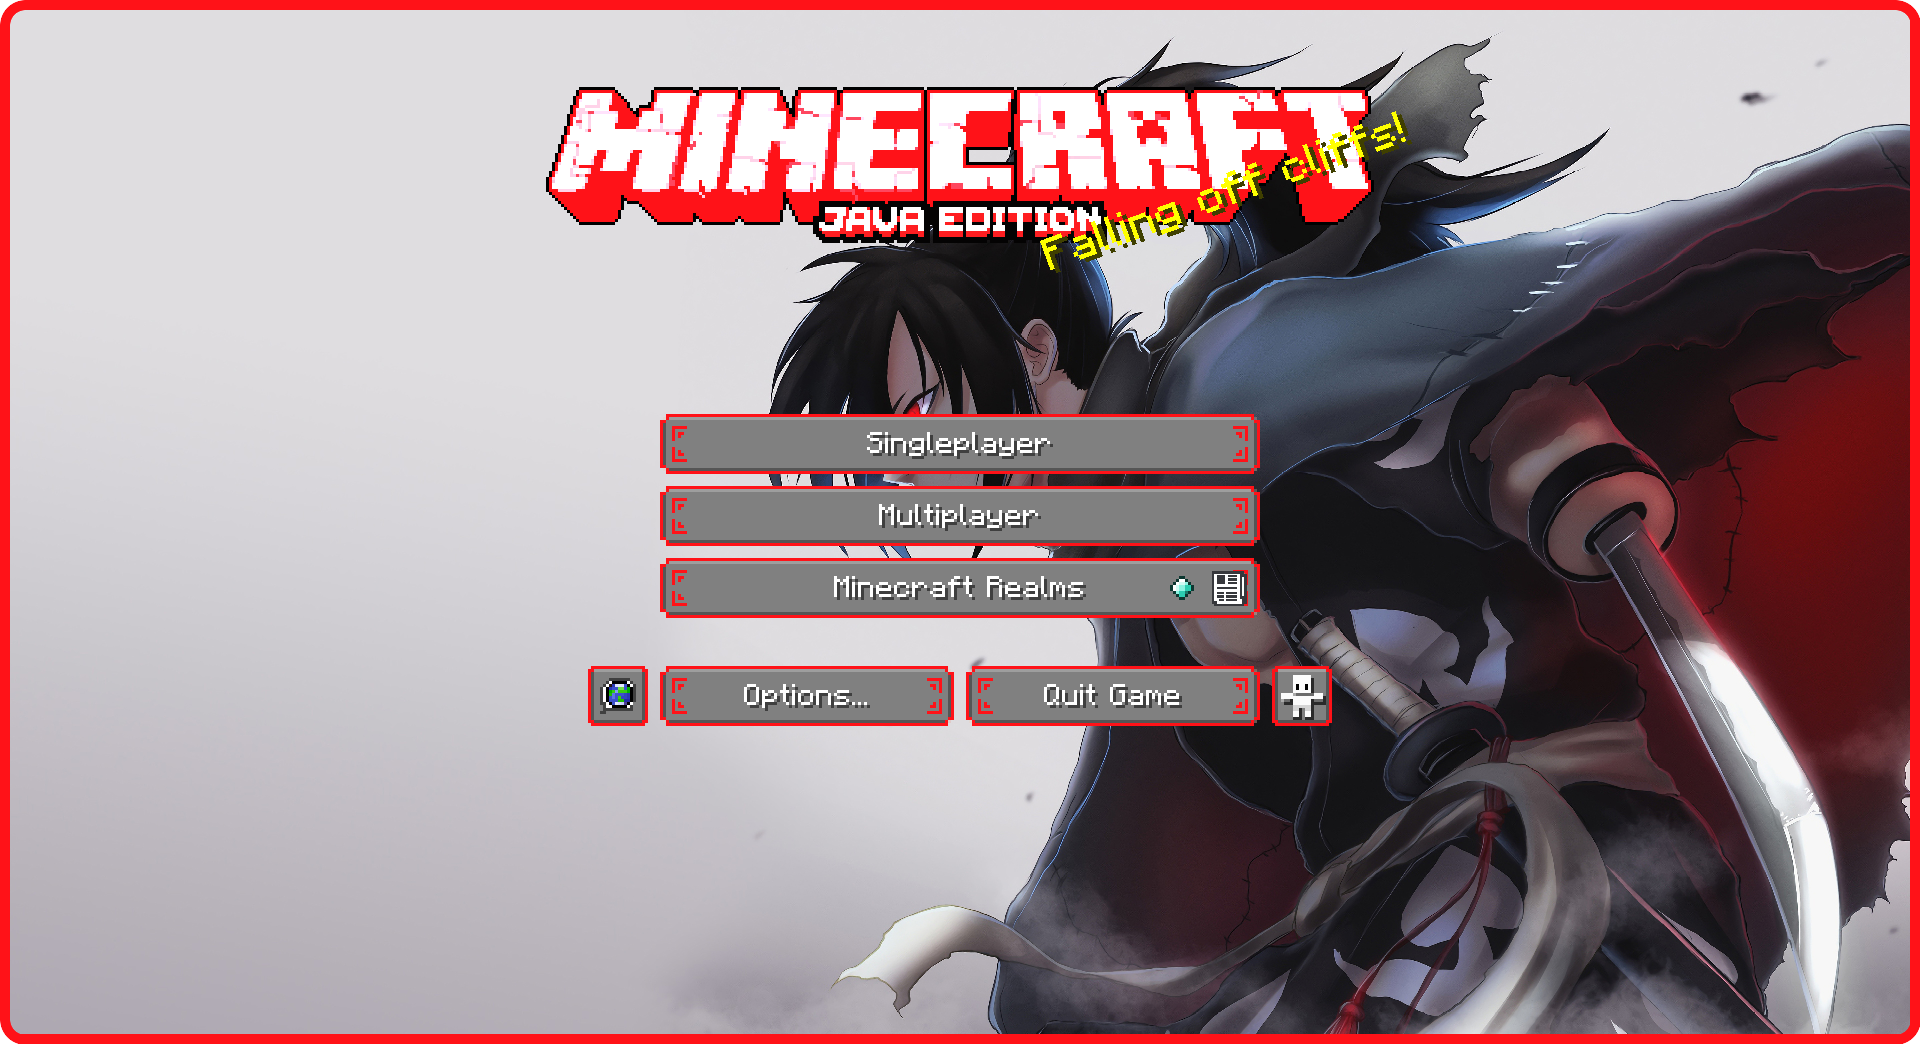 MINECRAFT
JAVA EDITION
Falling off cliffs!
Singleplayer
Multiplayer
Minecraft Realms
Options...
Quit Game